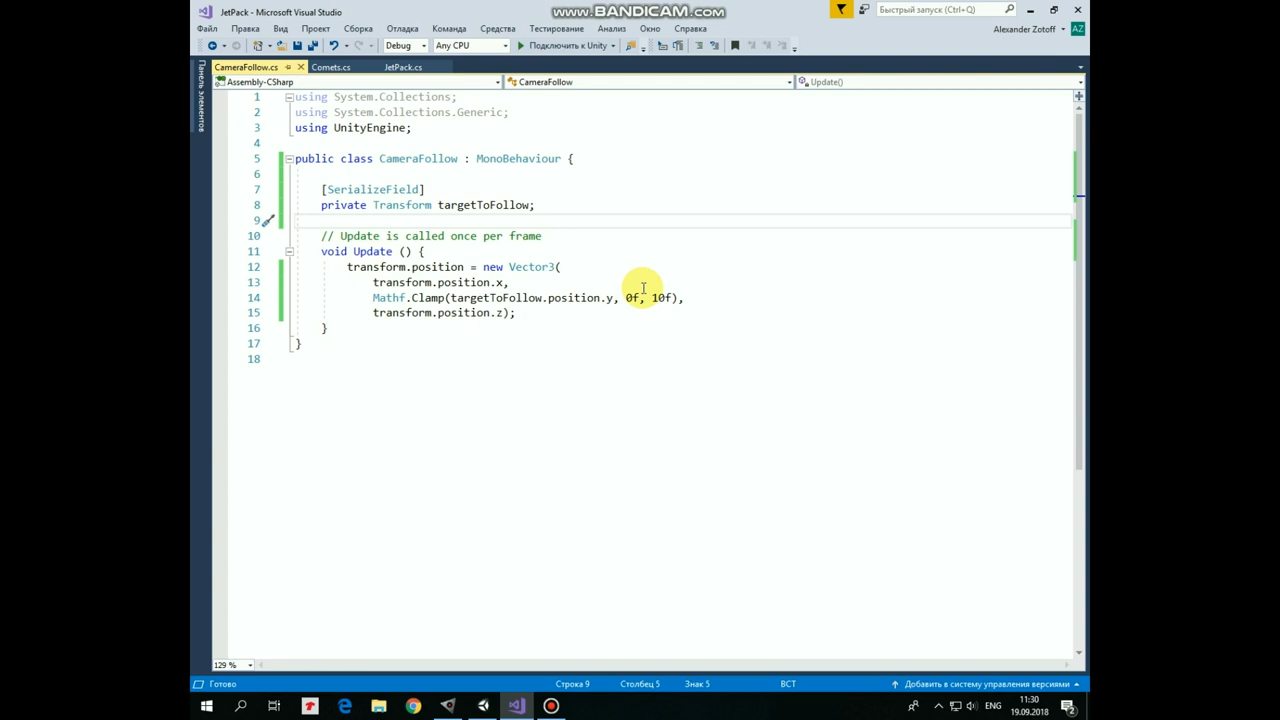 JetPack - Microsoft Visual Studio
www.BANDICAM.com
Быстрый запуск (Ctrl+Q)
Файл Правка Вид Проект Сборка Отладка Команда Средства Тестирование Анализ Окно Справка
Alexander Zotoff AZ
Debug Any CPU Подключить к Unity
CameraFollow.cs Comets.cs JetPack.cs
Assembly-CSharp CameraFollow Update()
Панель элементов
1 using System.Collections;
2 using System.Collections.Generic;
3 using UnityEngine;
4
5 public class CameraFollow : MonoBehaviour {
6
7 [SerializeField]
8 private Transform targetToFollow;
9
10 // Update is called once per frame
11 void Update () {
12 transform.position = new Vector3(
13 transform.position.x,
14 Mathf.Clamp(targetToFollow.position.y, 0f, 10f),
15 transform.position.z);
16 }
17 }
18
129 %
Готово Строка 9 Столбец 5 Знак 5 ВСТ Добавить в систему управления версиями
ENG 11:30
19.09.2018 2